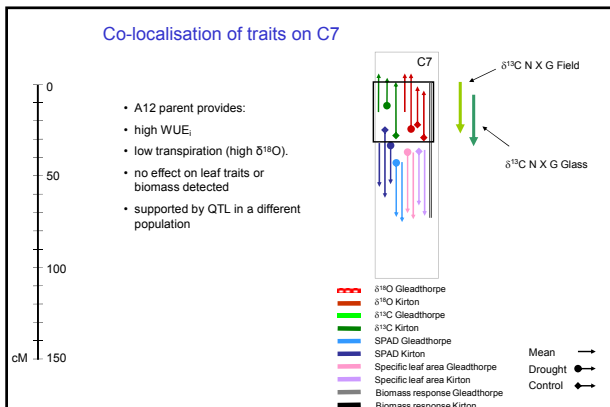 Co-localisation of traits on C7
C7
δ¹³C N X G Field
δ¹³C N X G Glass
0
50
100
150
cM
• A12 parent provides:
• high WUEi
• low transpiration (high δ¹⁸O).
• no effect on leaf traits or
biomass detected
• supported by QTL in a different
population
δ¹⁸O Gleadthorpe
δ¹⁸O Kirton
δ¹³C Gleadthorpe
δ¹³C Kirton
SPAD Gleadthorpe
SPAD Kirton
Specific leaf area Gleadthorpe
Specific leaf area Kirton
Biomass response Gleadthorpe
Biomass response Kirton
Mean
Drought
Control